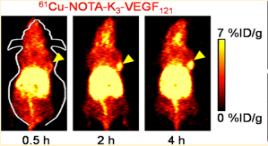 ⁶¹Cu-NOTA-K₃-VEGF₁₂₁
7 %ID/g
0 %ID/g
0.5 h 2 h 4 h